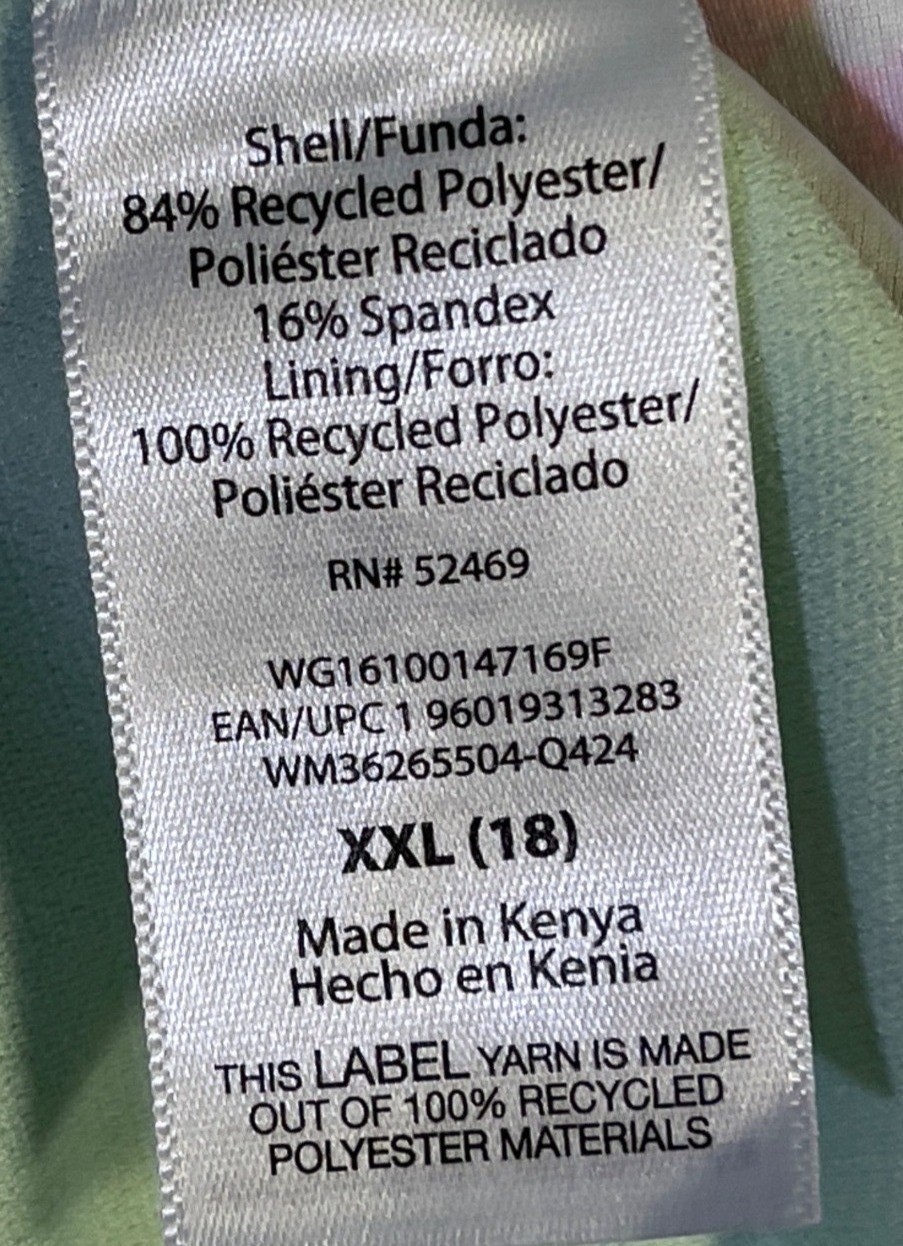 Shell/Funda:
84% Recycled Polyester/
Poliéster Reciclado
16% Spandex
Lining/Forro:
100% Recycled Polyester/
Poliéster Reciclado
RN# 52469
WG16100147169F
EAN/UPC 1 96019313283
WM36265504-Q424
XXL (18)
Made in Kenya
Hecho en Kenia
THIS LABEL YARN IS MADE
OUT OF 100% RECYCLED
POLYESTER MATERIALS